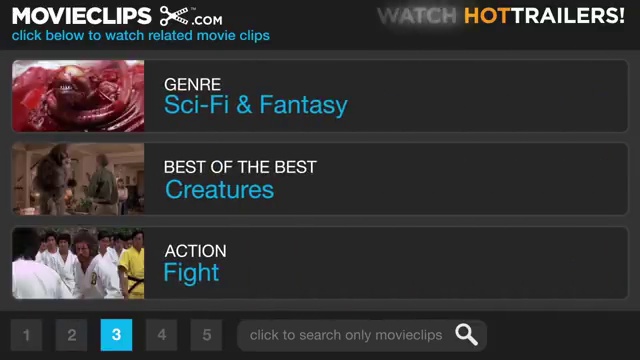 MOVIECLIPS .COM
WATCH HOTTRAILERS!
click below to watch related movie clips
GENRE
Sci-Fi & Fantasy
BEST OF THE BEST
Creatures
ACTION
Fight
1 2 3 4 5 click to search only movieclips